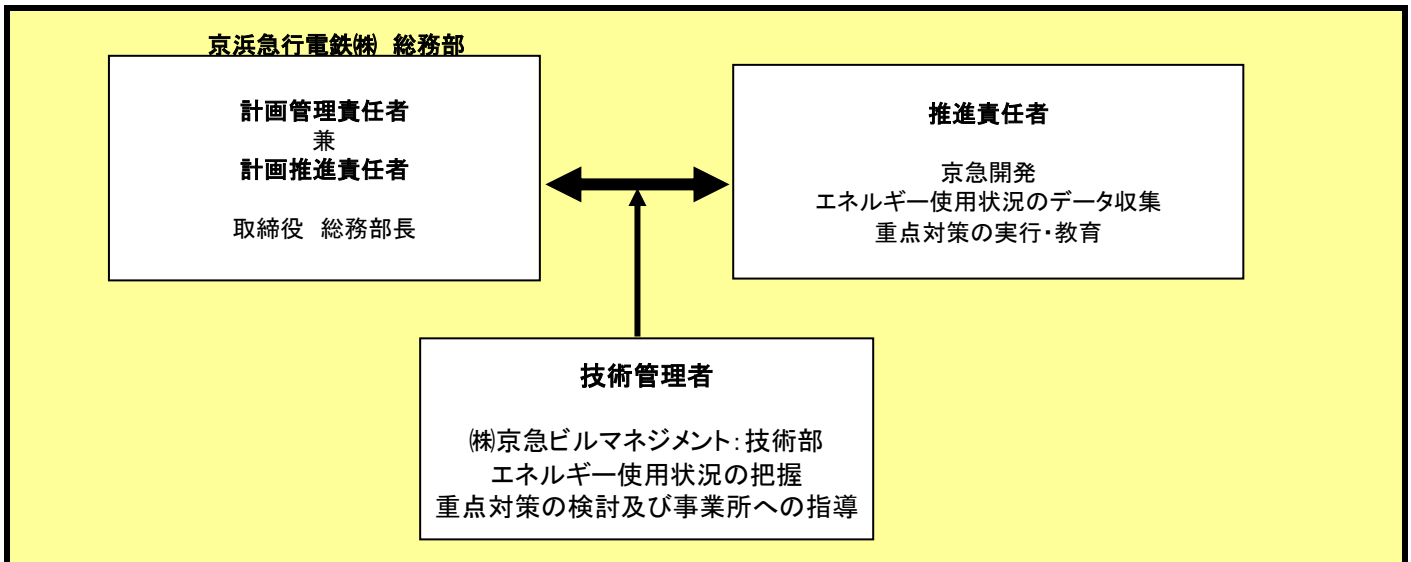 京浜急行電鉄㈱ 総務部
計画管理責任者
兼
計画推進責任者
取締役 総務部長
推進責任者
京急開発
エネルギー使用状況のデータ収集
重点対策の実行・教育
技術管理者
㈱京急ビルマネジメント：技術部
エネルギー使用状況の把握
重点対策の検討及び事業所への指導